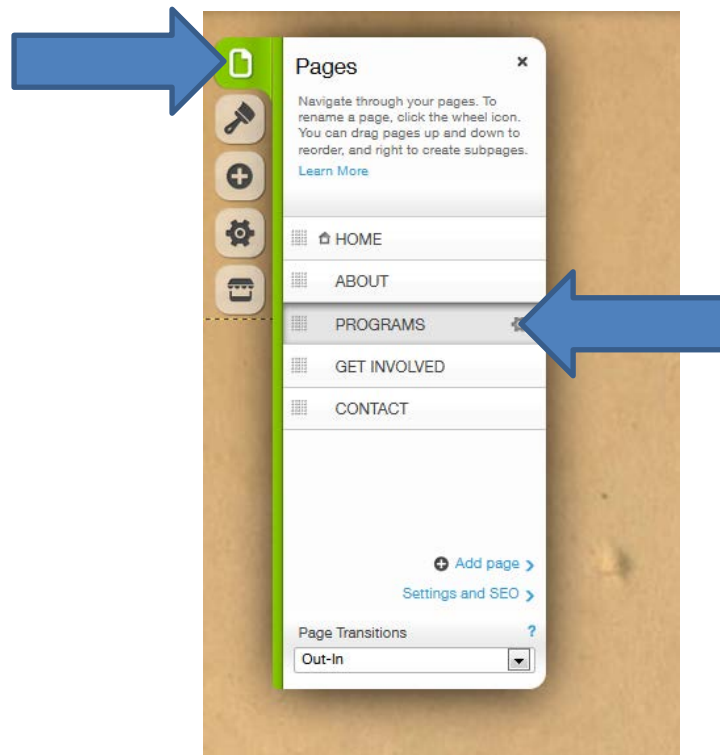 Pages
Navigate through your pages. To
rename a page, click the wheel icon.
You can drag pages up and down to
reorder, and right to create subpages.
Learn More
HOME
ABOUT
PROGRAMS
GET INVOLVED
CONTACT
Add page >
Settings and SEO >
Page Transitions ?
Out-In